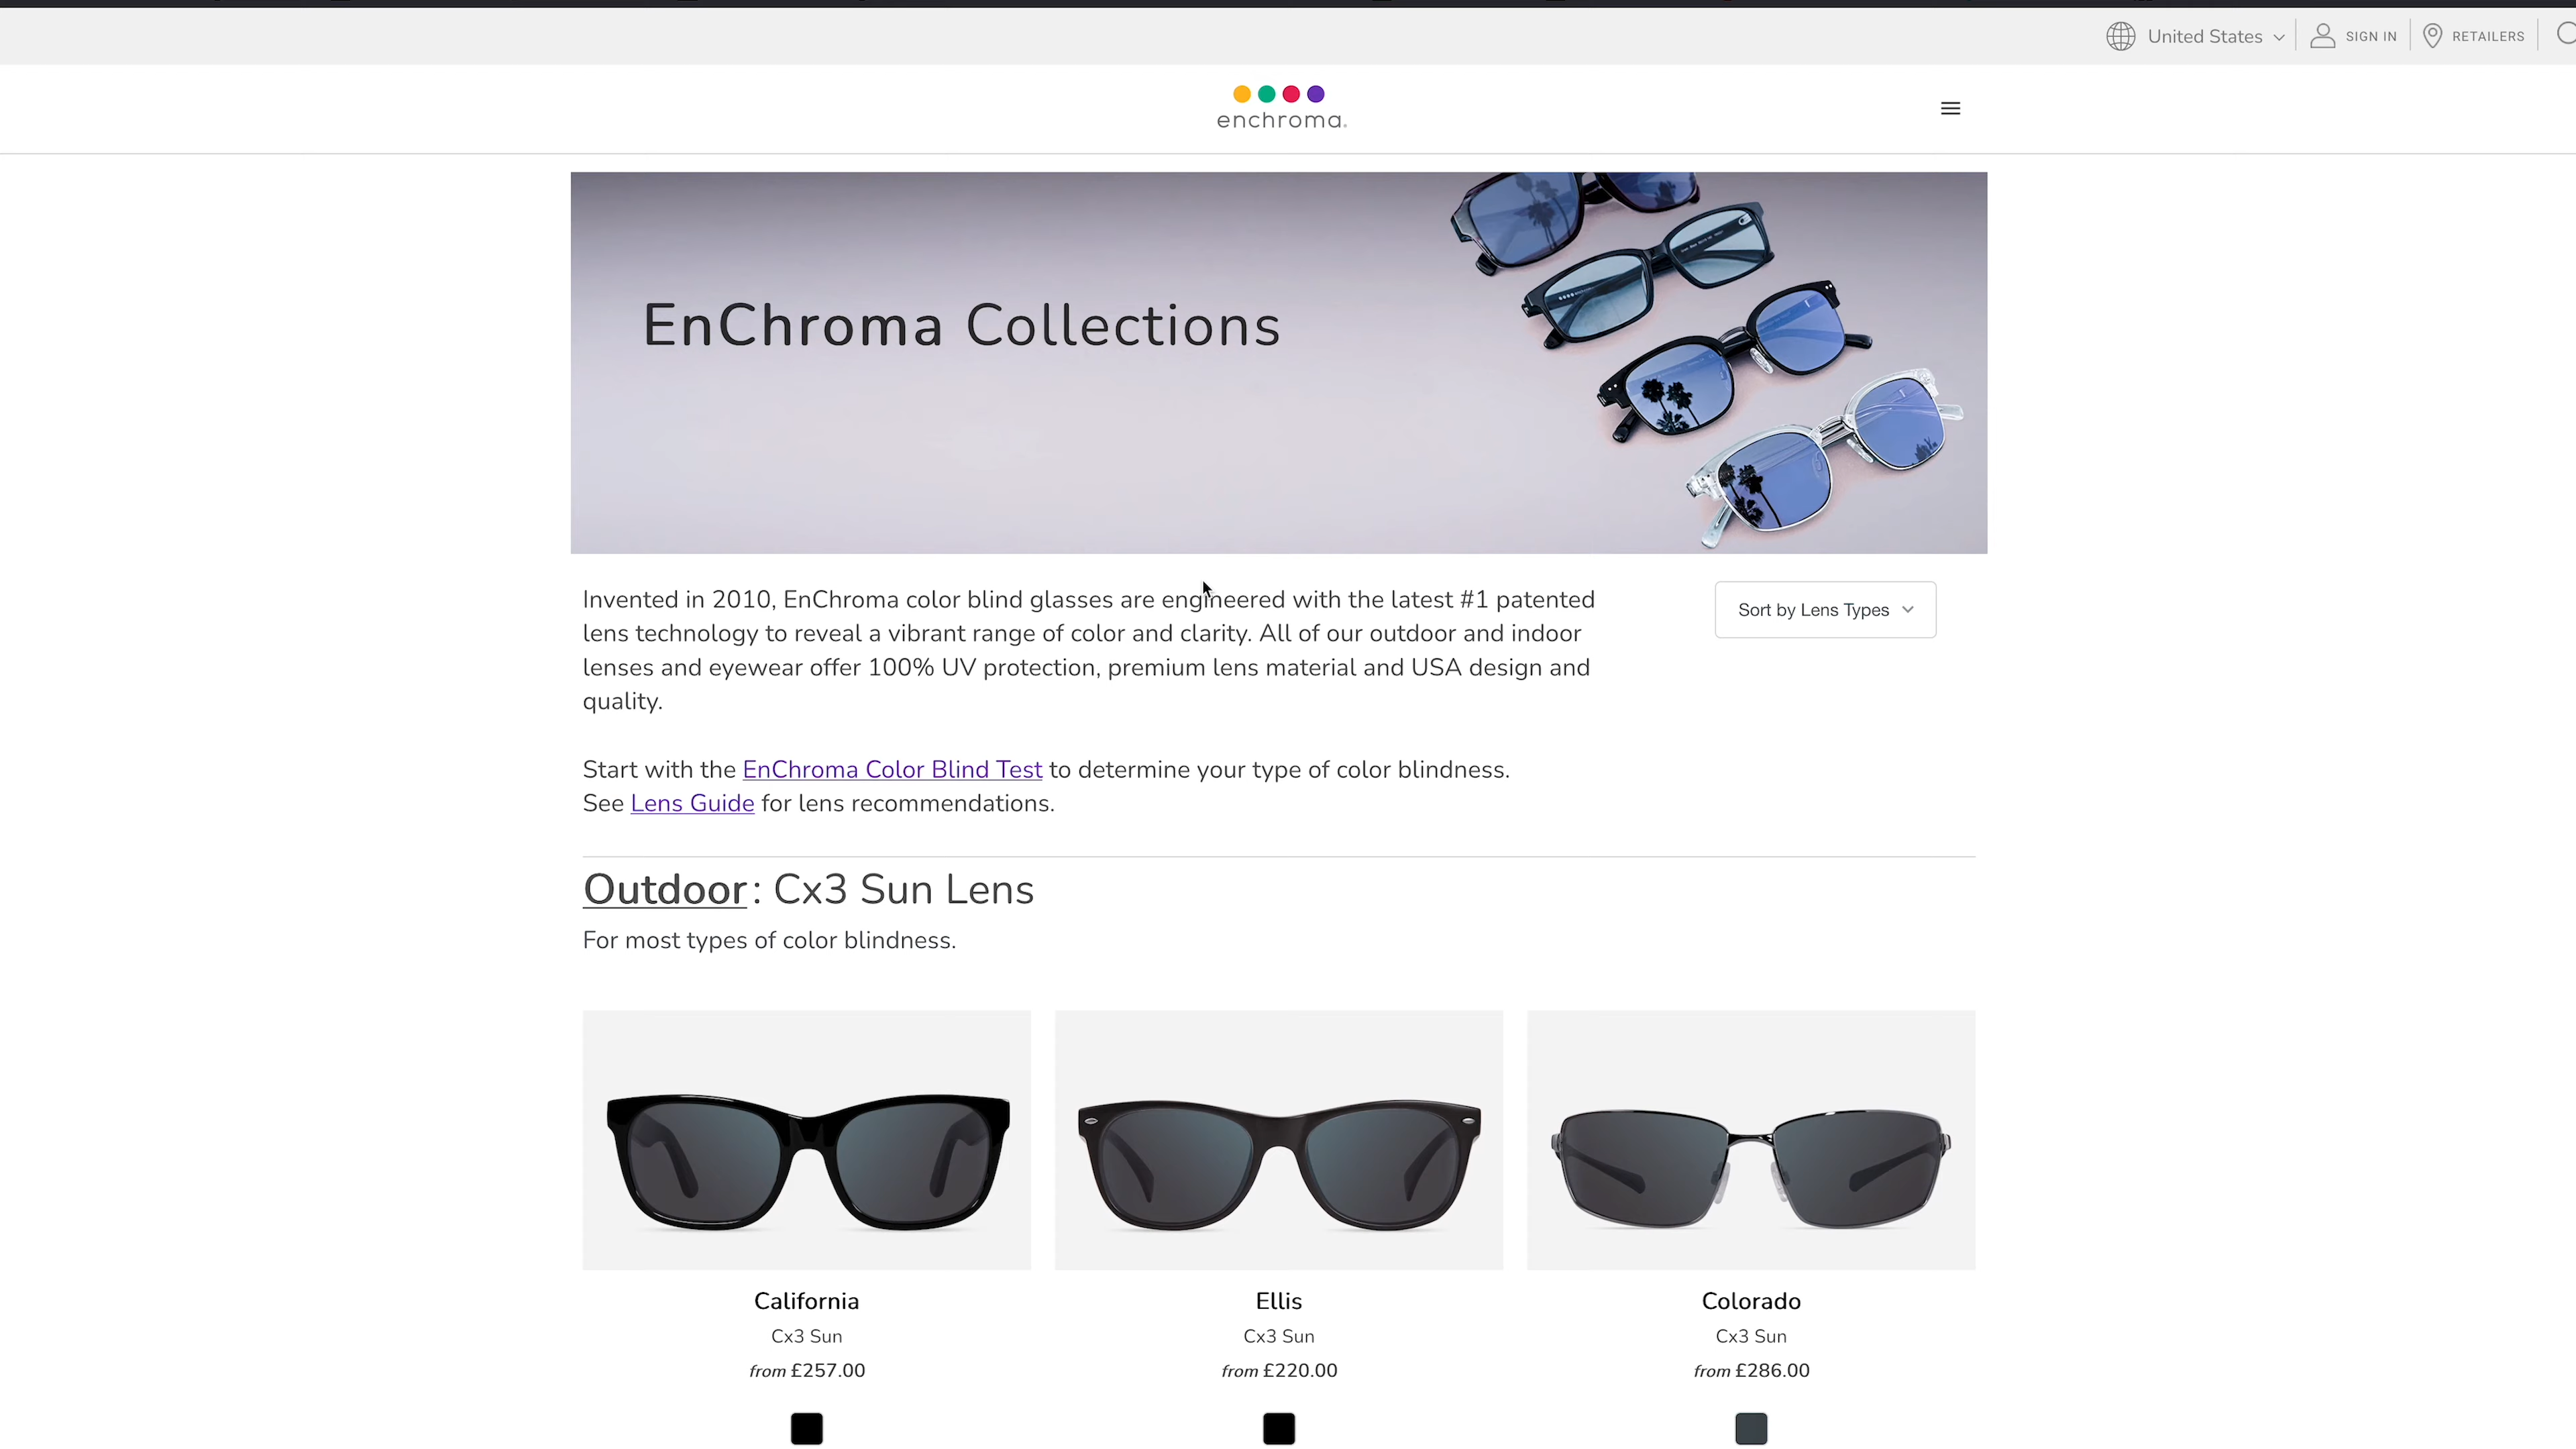 United States
SIGN IN
RETAILERS
enchroma.
EnChroma Collections
Invented in 2010, EnChroma color blind glasses are engineered with the latest #1 patented
lens technology to reveal a vibrant range of color and clarity. All of our outdoor and indoor
lenses and eyewear offer 100% UV protection, premium lens material and USA design and
quality.
Sort by Lens Types
Start with the EnChroma Color Blind Test to determine your type of color blindness.
See Lens Guide for lens recommendations.
Outdoor: Cx3 Sun Lens
For most types of color blindness.
California
Cx3 Sun
from £257.00
Ellis
Cx3 Sun
from £220.00
Colorado
Cx3 Sun
from £286.00